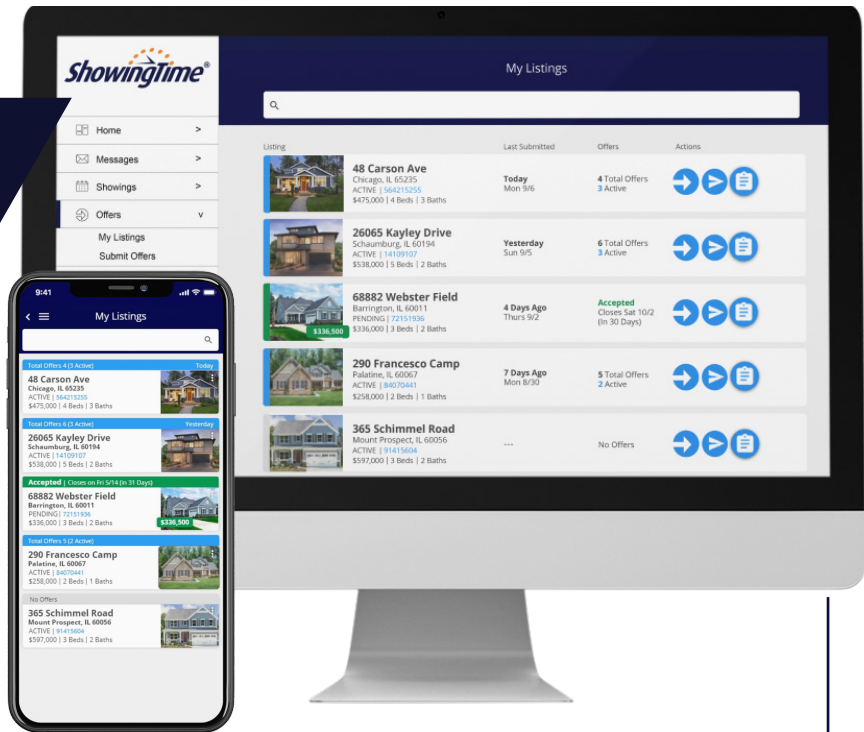 ShowingTime®
Home >
Messages >
Showings >
Offers v
My Listings
Submit Offers
My Listings
Listing Last Submitted Offers Actions
48 Carson Ave
Chicago, IL 65235
ACTIVE | 564215255
$475,000 | 4 Beds | 3 Baths
Today
Mon 9/6
4 Total Offers
3 Active
26065 Kayley Drive
Schaumburg, IL 60194
ACTIVE | 14109107
$538,000 | 5 Beds | 2 Baths
Yesterday
Sun 9/5
6 Total Offers
3 Active
68882 Webster Field
Barrington, IL 60011
PENDING | 72151936
$336,000 | 3 Beds | 2 Baths
$336,500
4 Days Ago
Thurs 9/2
Accepted
Closes Sat 10/2
(In 30 Days)
290 Francesco Camp
Palatine, IL 60067
ACTIVE | 84070441
$258,000 | 2 Beds | 1 Baths
7 Days Ago
Mon 8/30
5 Total Offers
2 Active
365 Schimmel Road
Mount Prospect, IL 60056
ACTIVE | 91415604
$597,000 | 3 Beds | 2 Baths
---
No Offers
9:41
< My Listings
Total Offers 4 (3 Active) Today
48 Carson Ave
Chicago, IL 65235
ACTIVE | 564215255
$475,000 | 4 Beds | 3 Baths
Total Offers 6 (3 Active) Yesterday
26065 Kayley Drive
Schaumburg, IL 60194
ACTIVE | 14109107
$538,000 | 5 Beds | 2 Baths
Accepted | Closes on Fri 5/14 (in 31 Days)
68882 Webster Field
Barrington, IL 60011
PENDING | 72151936
$336,000 | 3 Beds | 2 Baths
$336,500
Total Offers 5 (2 Active)
290 Francesco Camp
Palatine, IL 60067
ACTIVE | 84070441
$258,000 | 2 Beds | 1 Baths
No Offers
365 Schimmel Road
Mount Prospect, IL 60056
ACTIVE | 91415604
$597,000 | 3 Beds | 2 Baths